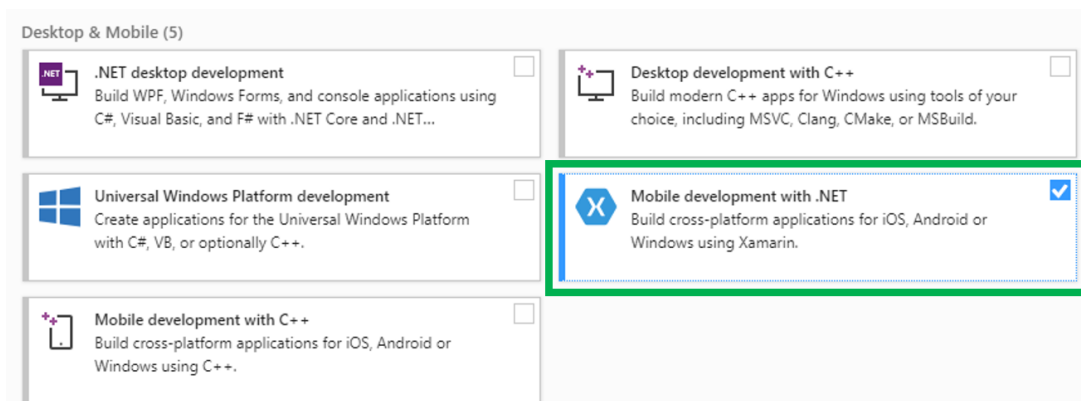 Desktop & Mobile (5)
.NET
.NET desktop development
Build WPF, Windows Forms, and console applications using
C#, Visual Basic, and F# with .NET Core and .NET...
Desktop development with C++
Build modern C++ apps for Windows using tools of your
choice, including MSVC, Clang, CMake, or MSBuild.
Universal Windows Platform development
Create applications for the Universal Windows Platform
with C#, VB, or optionally C++.
Mobile development with .NET
Build cross-platform applications for iOS, Android or
Windows using Xamarin.
Mobile development with C++
Build cross-platform applications for iOS, Android or
Windows using C++.